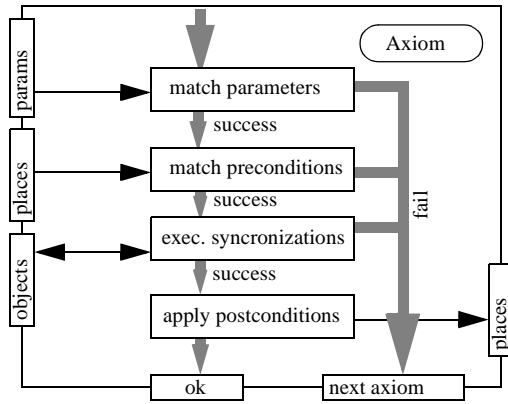 Axiom
params
match parameters
success
places
match preconditions
success
fail
objects
exec. syncronizations
success
places
apply postconditions
ok
next axiom